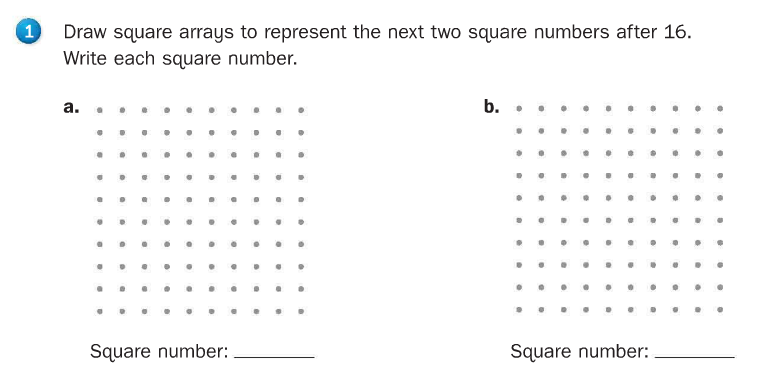 1 Draw square arrays to represent the next two square numbers after 16.
Write each square number.
a.
b.
Square number: ________
Square number: ________